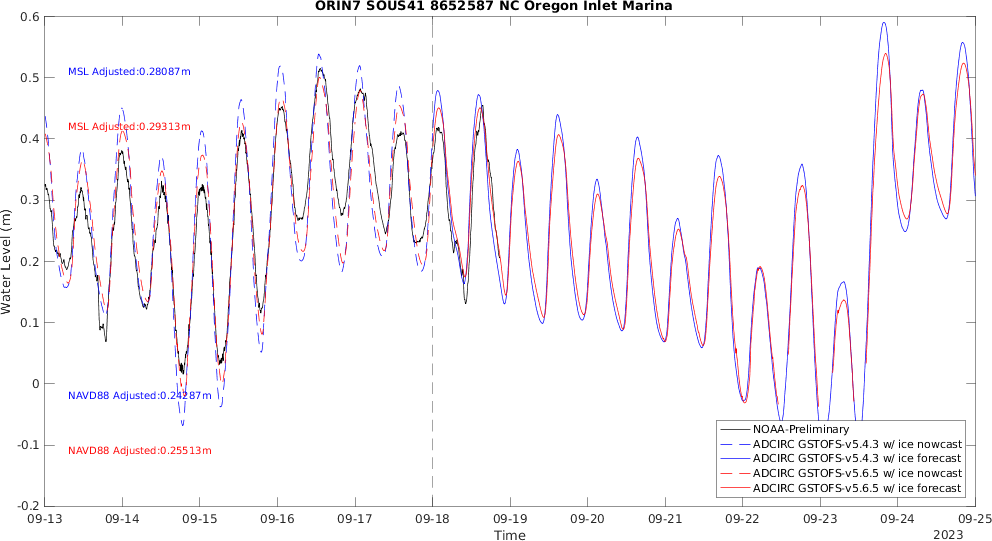 ORIN7 SOUS41 8652587 NC Oregon Inlet Marina
0.6
0.5
0.4
0.3
0.2
0.1
0
-0.1
-0.2
Water Level (m)
MSL Adjusted:0.28087m
MSL Adjusted:0.29313m
NAVD88 Adjusted:0.24287m
NAVD88 Adjusted:0.25513m
NOAA-Preliminary
ADCIRC GSTOFS-v5.4.3 w/ ice nowcast
ADCIRC GSTOFS-v5.4.3 w/ ice forecast
ADCIRC GSTOFS-v5.6.5 w/ ice nowcast
ADCIRC GSTOFS-v5.6.5 w/ ice forecast
09-13 09-14 09-15 09-16 09-17 09-18 09-19 09-20 09-21 09-22 09-23 09-24 09-25
Time
2023